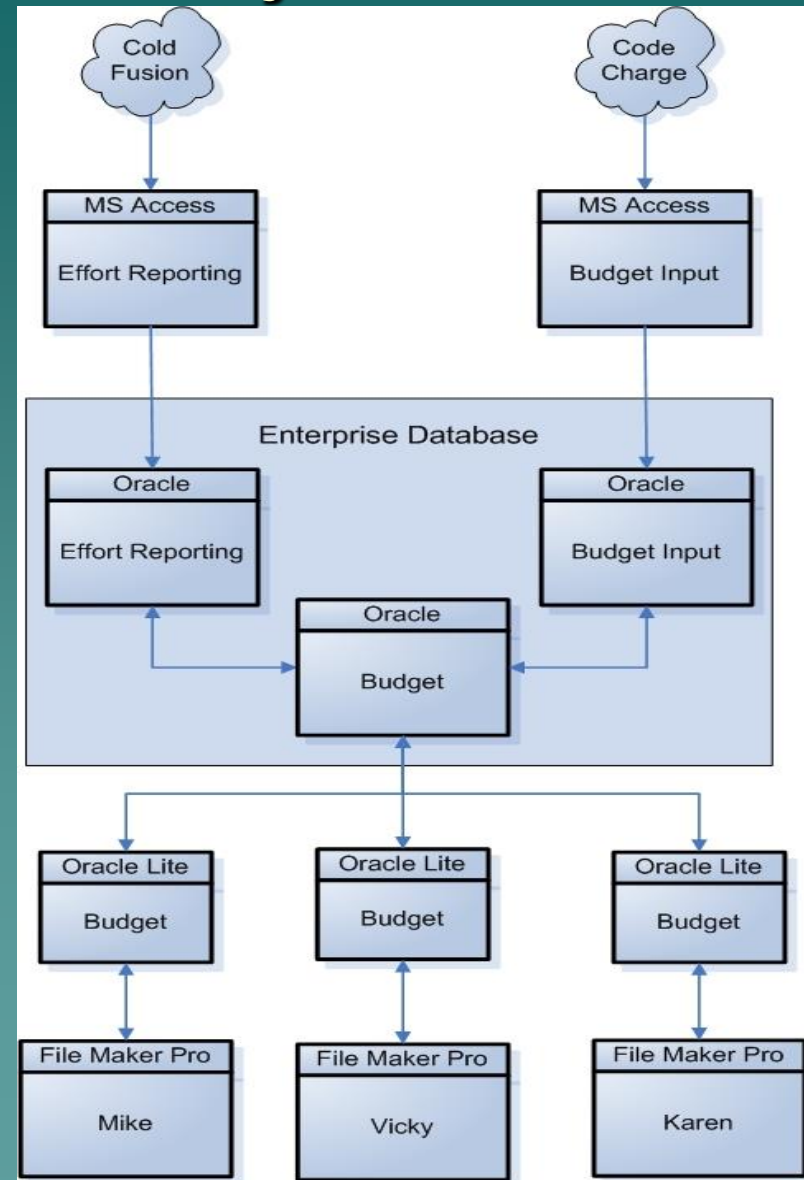 Cold
Fusion
Code
Charge
MS Access
Effort Reporting
MS Access
Budget Input
Enterprise Database
Oracle
Effort Reporting
Oracle
Budget Input
Oracle
Budget
Oracle Lite
Budget
Oracle Lite
Budget
Oracle Lite
Budget
File Maker Pro
Mike
File Maker Pro
Vicky
File Maker Pro
Karen